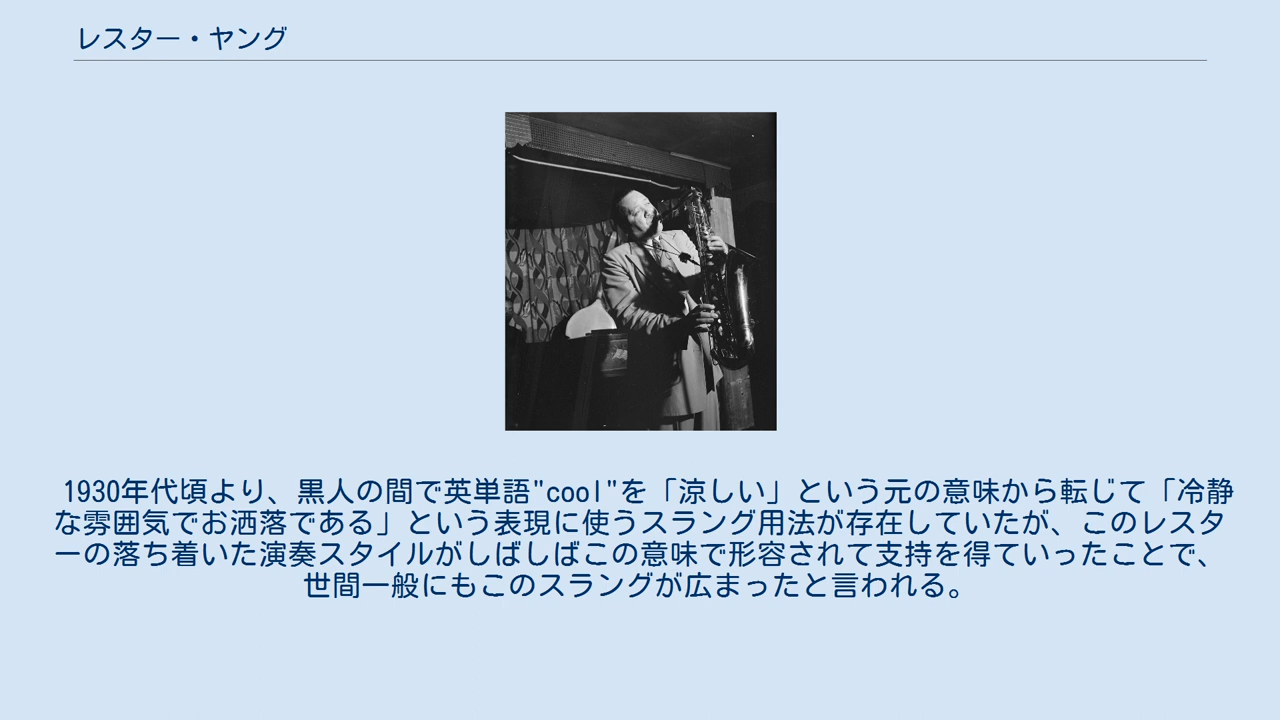 レスター・ヤング
1930年代頃より、黒人の間で英単語"cool"を「涼しい」という元の意味から転じて「冷静
な雰囲気でお洒落である」という表現に使うスラング用法が存在していたが、このレスタ
ーの落ち着いた演奏スタイルがしばしばこの意味で形容されて支持を得ていったことで、
世間一般にもこのスラングが広まったと言われる。